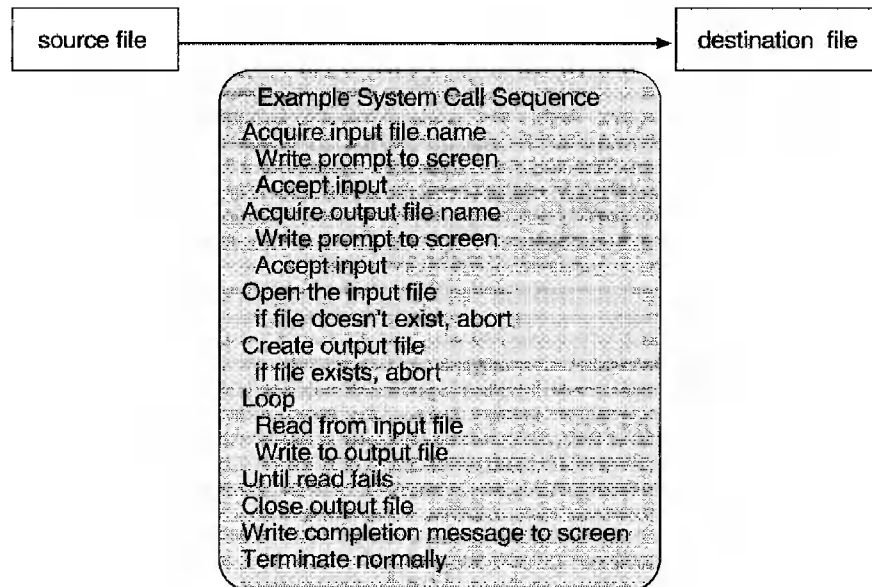 source file
destination file
Example System Call Sequence
Acquire input file name
Write prompt to screen
Accept input
Acquire output file name
Write prompt to screen
Accept input
Open the input file
if file doesn't exist, abort
Create output file
if file exists, abort
Loop
Read from input file
Write to output file
Until read fails
Close output file
Write completion message to screen
Terminate normally